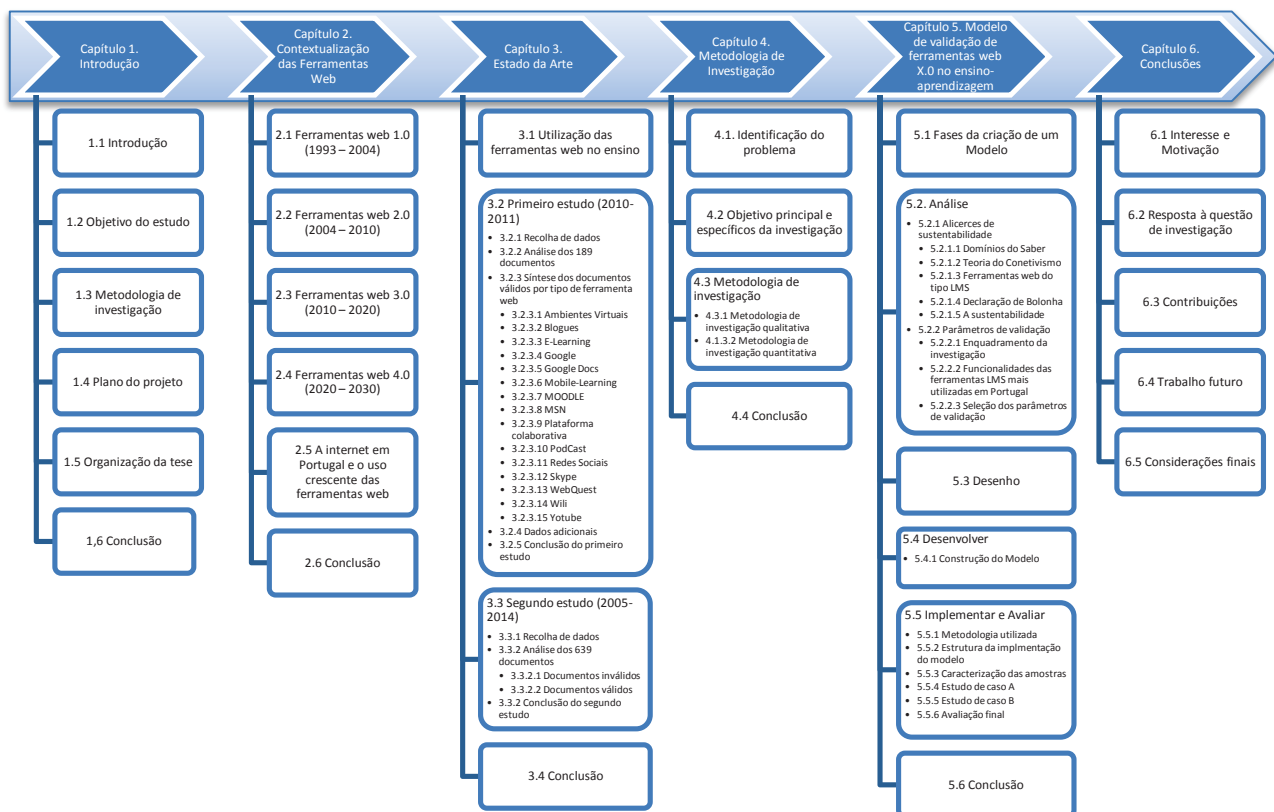 Capítulo 1.
Introdução
Capítulo 2.
Contextualização
das Ferramentas
Web
Capítulo 3.
Estado da Arte
Capítulo 4.
Metodologia de
Investigação
Capítulo 5. Modelo
de validação de
ferramentas web
X.0 no ensino-
aprendizagem
Capítulo 6.
Conclusões
1.1 Introdução
1.2 Objetivo do estudo
1.3 Metodologia de
investigação
1.4 Plano do projeto
1.5 Organização da tese
1,6 Conclusão
2.1 Ferramentas web 1.0
(1993 – 2004)
2.2 Ferramentas web 2.0
(2004 – 2010)
2.3 Ferramentas web 3.0
(2010 – 2020)
2.4 Ferramentas web 4.0
(2020 – 2030)
2.5 A internet em
Portugal e o uso
crescente das
ferramentas web
2.6 Conclusão
3.1 Utilização das
ferramentas web no ensino
3.2 Primeiro estudo (2010-
2011)
• 3.2.1 Recolha de dados
• 3.2.2 Análise dos 189
documentos
• 3.2.3 Síntese dos documentos
válidos por tipo de ferramenta
web
• 3.2.3.1 Ambientes Virtuais
• 3.2.3.2 Blogues
• 3.2.3.3 E-Learning
• 3.2.3.4 Google
• 3.2.3.5 Google Docs
• 3.2.3.6 Mobile-Learning
• 3.2.3.7 MOODLE
• 3.2.3.8 MSN
• 3.2.3.9 Plataforma
colaborativa
• 3.2.3.10 PodCast
• 3.2.3.11 Redes Sociais
• 3.2.3.12 Skype
• 3.2.3.13 WebQuest
• 3.2.3.14 Wili
• 3.2.3.15 Yotube
• 3.2.4 Dados adicionais
• 3.2.5 Conclusão do primeiro
estudo
3.3 Segundo estudo (2005-
2014)
• 3.3.1 Recolha de dados
• 3.3.2 Análise dos 639
documentos
• 3.3.2.1 Documentos inválidos
• 3.3.2.2 Documentos válidos
• 3.3.2 Conclusão do segundo
estudo
3.4 Conclusão
4.1. Identificação do
problema
4.2 Objetivo principal e
específicos da investigação
4.3 Metodologia de
investigação
• 4.3.1 Metodologia de
investigação qualitativa
• 4.1.3.2 Metodologia de
investigação quantitativa
4.4 Conclusão
5.1 Fases da criação de um
Modelo
5.2. Análise
• 5.2.1 Alicerces de
sustentabilidade
• 5.2.1.1 Domínios do Saber
• 5.2.1.2 Teoria do Conetivismo
• 5.2.1.3 Ferramentas web do
tipo LMS
• 5.2.1.4 Declaração de Bolonha
• 5.2.1.5 A sustentabilidade
• 5.2.2 Parâmetros de validação
• 5.2.2.1 Enquadramento da
investigação
• 5.2.2.2 Funcionalidades das
ferramentas LMS mais
utilizadas em Portugal
• 5.2.2.3 Seleção dos parâmetros
de validação
5.3 Desenho
5.4 Desenvolver
• 5.4.1 Construção do Modelo
5.5 Implementar e Avaliar
• 5.5.1 Metodologia utilizada
• 5.5.2 Estrutura da implmentação
do modelo
• 5.5.3 Caracterização das amostras
• 5.5.4 Estudo de caso A
• 5.5.5 Estudo de caso B
• 5.5.6 Avaliação final
5.6 Conclusão
6.1 Interesse e
Motivação
6.2 Resposta à questão
de investigação
6.3 Contribuições
6.4 Trabalho futuro
6.5 Considerações finais